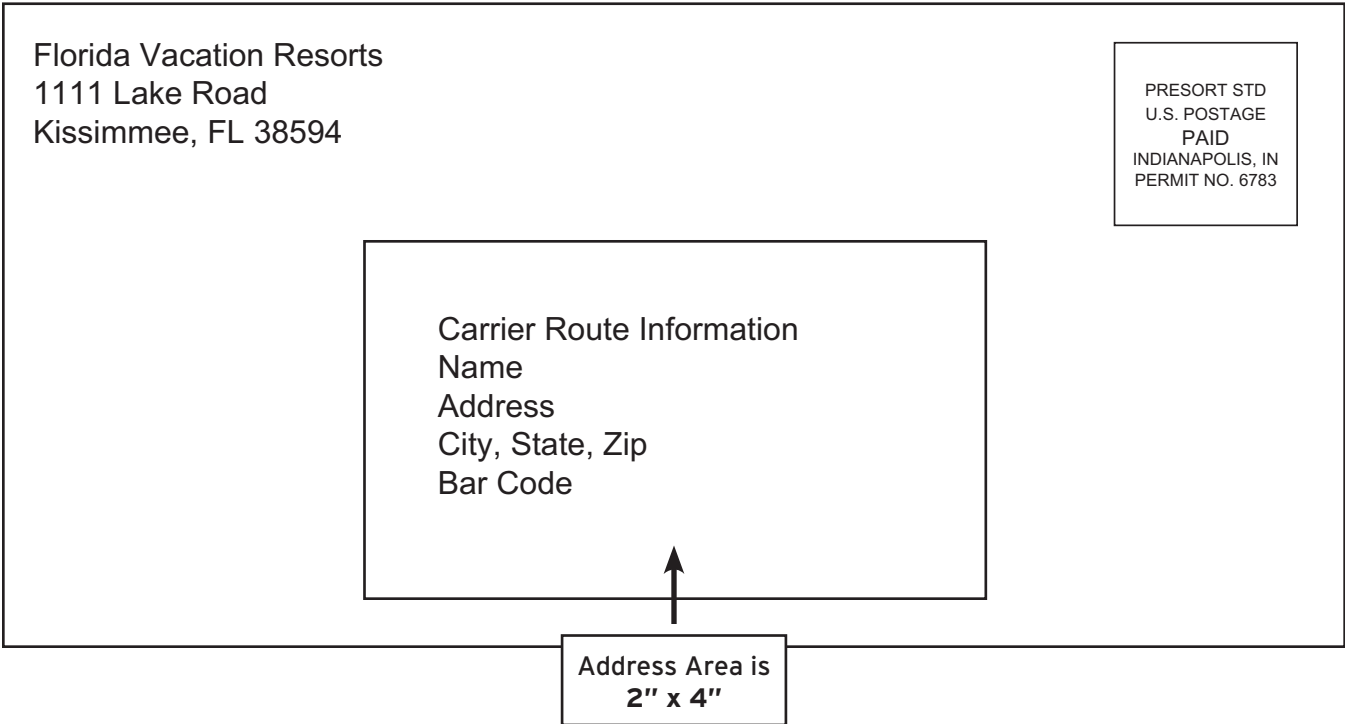 Florida Vacation Resorts
1111 Lake Road
Kissimmee, FL 38594
PRESORT STD
U.S. POSTAGE
PAID
INDIANAPOLIS, IN
PERMIT NO. 6783
Carrier Route Information
Name
Address
City, State, Zip
Bar Code
Address Area is
2" x 4"